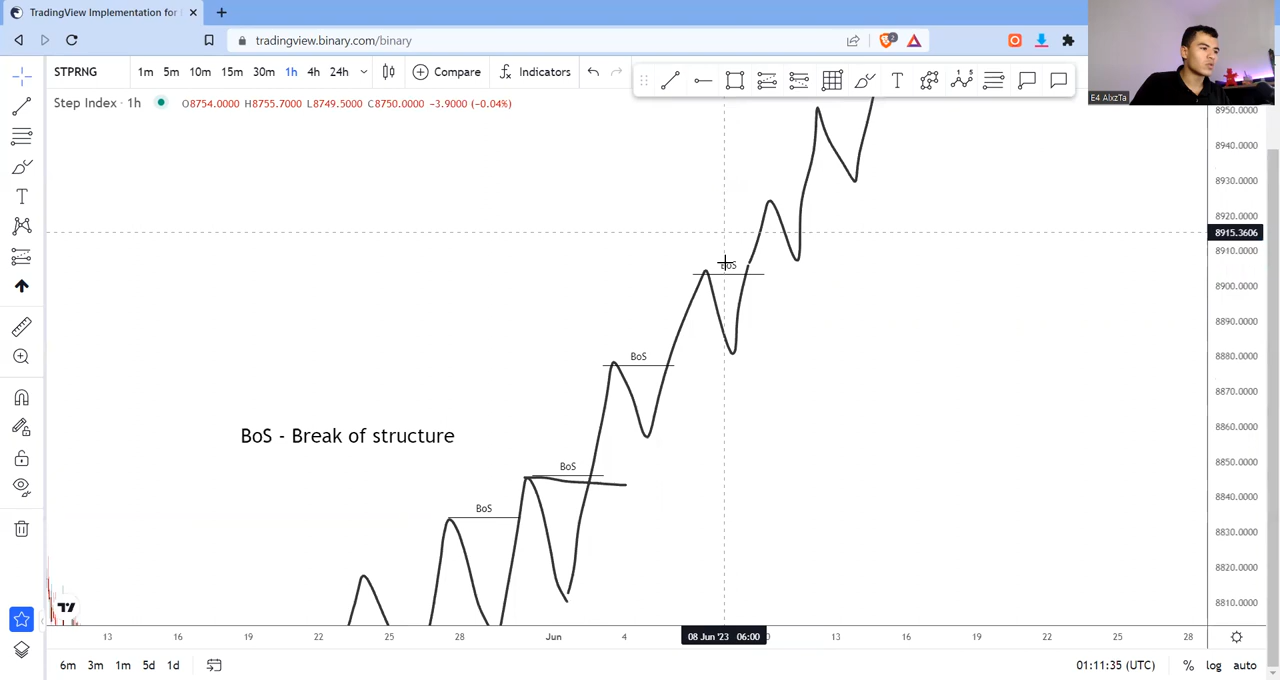 TradingView Implementation for
tradingview.binary.com/binary
2
E4 AlxzTa
STPRNG 1m 5m 10m 15m 30m 1h 4h 24h Compare Indicators
Step Index · 1h O8754.0000 H8755.7000 L8749.5000 C8750.0000 −3.9000 (−0.04%)
8950.0000
8940.0000
8930.0000
8920.0000
8915.3606
8910.0000
BoS
8900.0000
8890.0000
8880.0000
BoS
8870.0000
8860.0000
BoS - Break of structure
8850.0000
BoS
8840.0000
BoS
8830.0000
8820.0000
8810.0000
13 16 19 22 25 28 Jun 4 08 Jun '23 06:00 13 16 19 22 25 28
6m 3m 1m 5d 1d 01:11:35 (UTC) % log auto